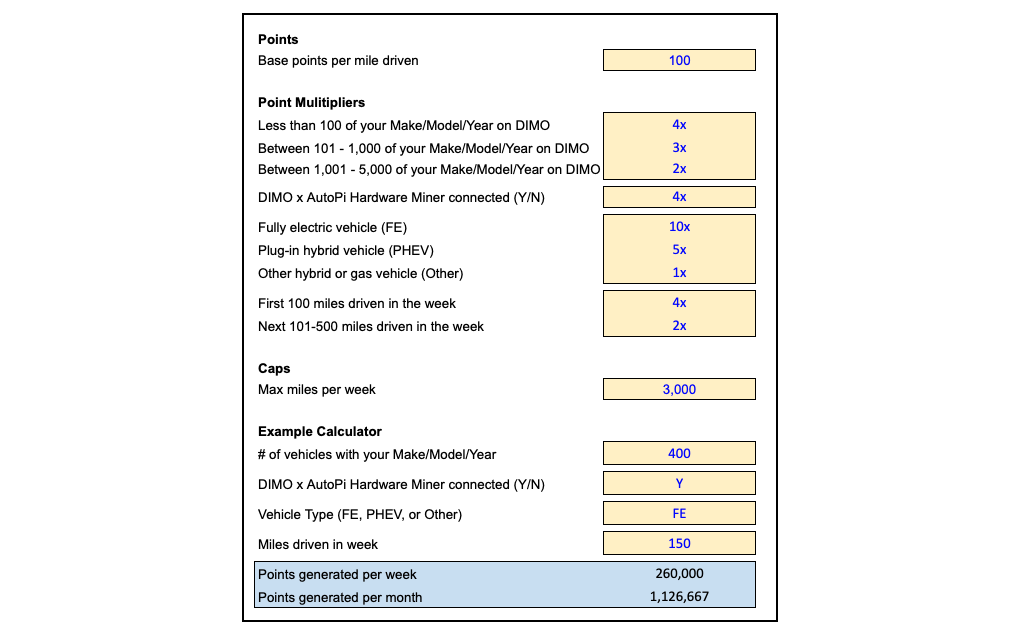 Points
Base points per mile driven 100
Point Mulitipliers
Less than 100 of your Make/Model/Year on DIMO 4x
Between 101 - 1,000 of your Make/Model/Year on DIMO 3x
Between 1,001 - 5,000 of your Make/Model/Year on DIMO 2x
DIMO x AutoPi Hardware Miner connected (Y/N) 4x
Fully electric vehicle (FE) 10x
Plug-in hybrid vehicle (PHEV) 5x
Other hybrid or gas vehicle (Other) 1x
First 100 miles driven in the week 4x
Next 101-500 miles driven in the week 2x
Caps
Max miles per week 3,000
Example Calculator
# of vehicles with your Make/Model/Year 400
DIMO x AutoPi Hardware Miner connected (Y/N) Y
Vehicle Type (FE, PHEV, or Other) FE
Miles driven in week 150
Points generated per week 260,000
Points generated per month 1,126,667